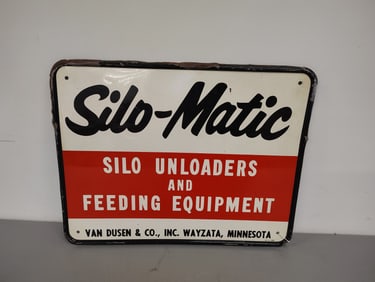 Silo-Matic
SILO UNLOADERS
AND
FEEDING EQUIPMENT
VAN DUSEN & CO., INC. WAYZATA, MINNESOTA